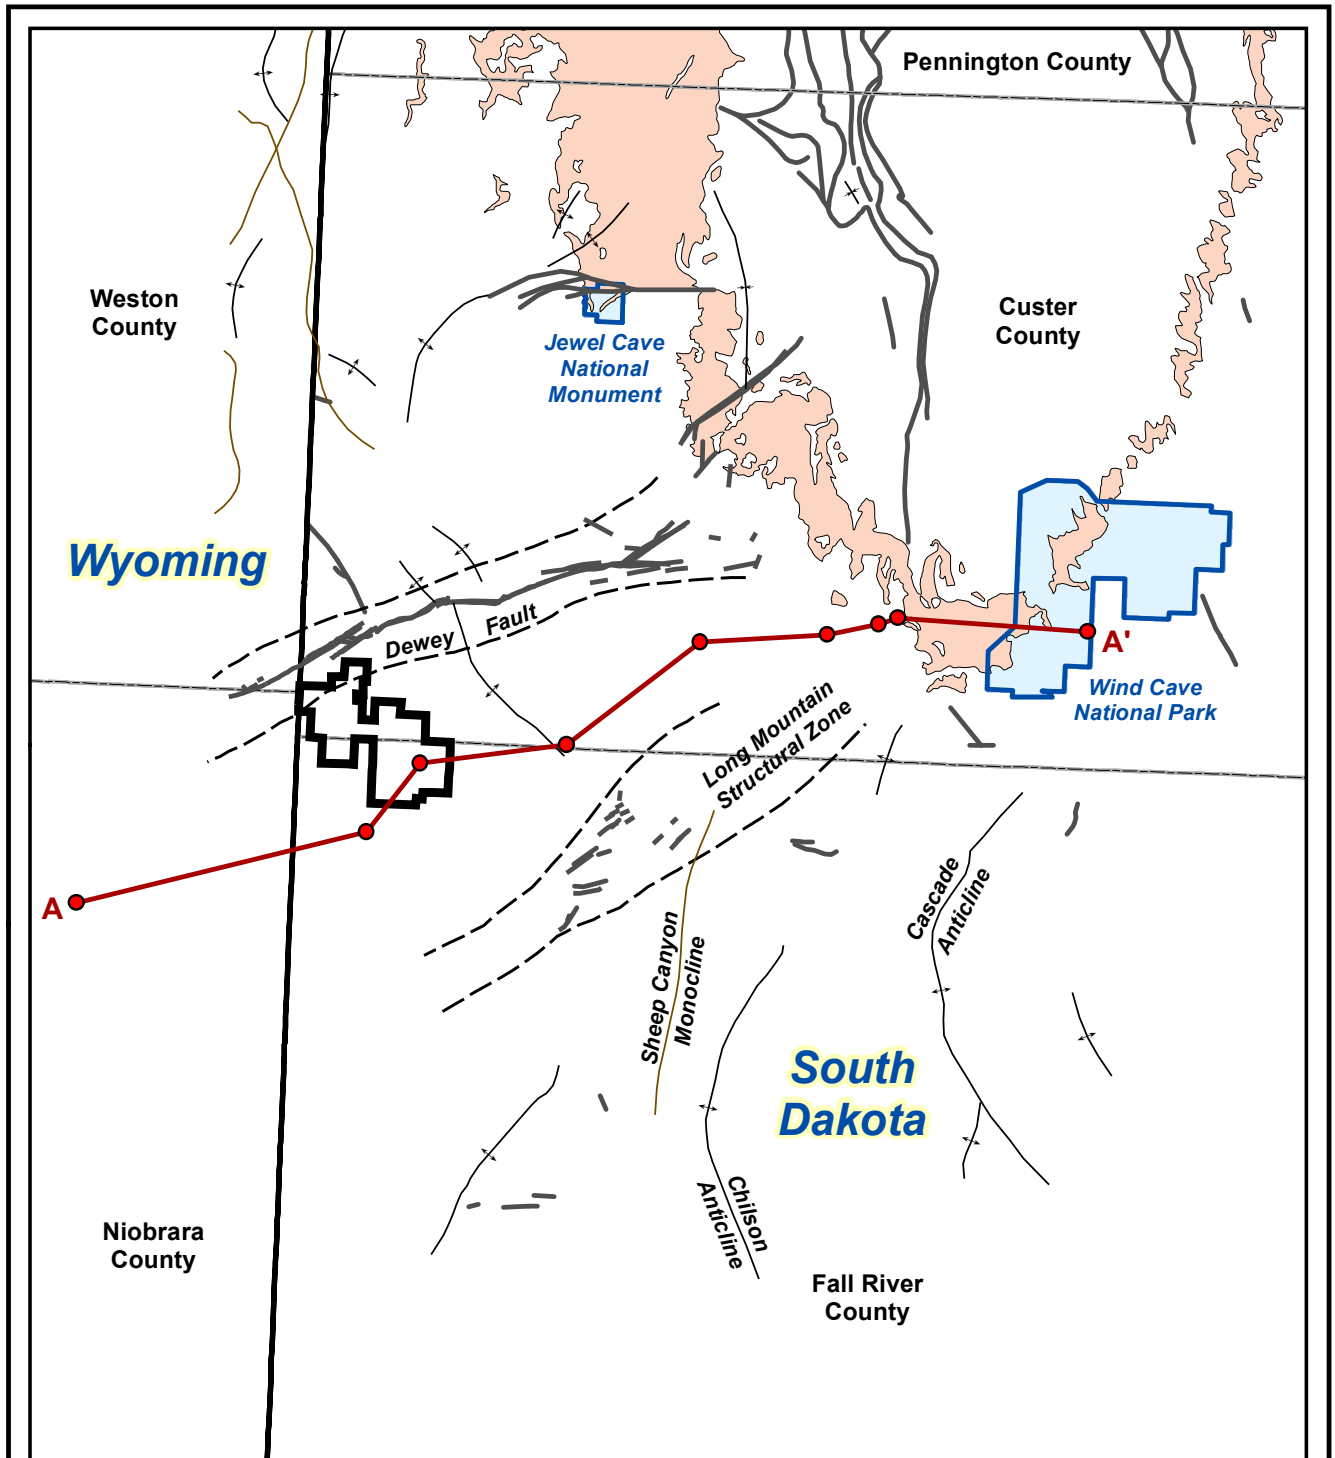 Pennington County
Weston
County
Custer
County
Jewel Cave
National
Monument
Wyoming
Dewey Fault
A'
Wind Cave
National Park
Long Mountain
Structural Zone
A
Cascade
Anticline
Sheep Canyon
Monocline
South
Dakota
Chilson
Anticline
Niobrara
County
Fall River
County